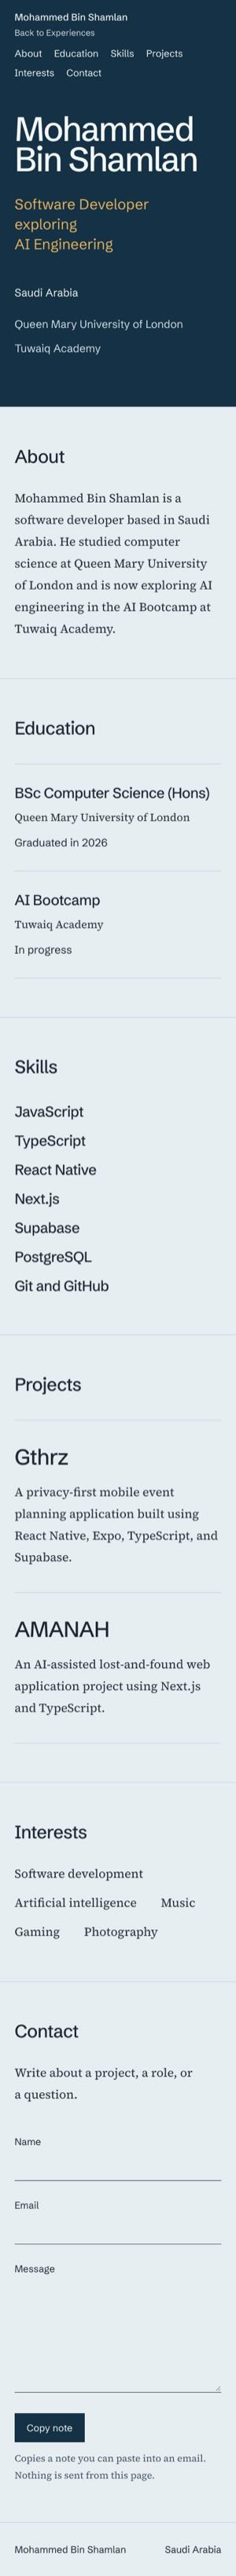 Mohammed Bin Shamlan
Back to Experiences
About Education Skills Projects
Interests Contact
Mohammed
Bin Shamlan
Software Developer
exploring
AI Engineering
Saudi Arabia
Queen Mary University of London
Tuwaiq Academy
About
Mohammed Bin Shamlan is a
software developer based in Saudi
Arabia. He studied computer
science at Queen Mary University
of London and is now exploring AI
engineering in the AI Bootcamp at
Tuwaiq Academy.
Education
BSc Computer Science (Hons)
Queen Mary University of London
Graduated in 2026
AI Bootcamp
Tuwaiq Academy
In progress
Skills
JavaScript
TypeScript
React Native
Next.js
Supabase
PostgreSQL
Git and GitHub
Projects
Gthrz
A privacy-first mobile event
planning application built using
React Native, Expo, TypeScript, and
Supabase.
AMANAH
An AI-assisted lost-and-found web
application project using Next.js
and TypeScript.
Interests
Software development
Artificial intelligence Music
Gaming Photography
Contact
Write about a project, a role, or
a question.
Name
Email
Message
Copy note
Copies a note you can paste into an email.
Nothing is sent from this page.
Mohammed Bin Shamlan Saudi Arabia